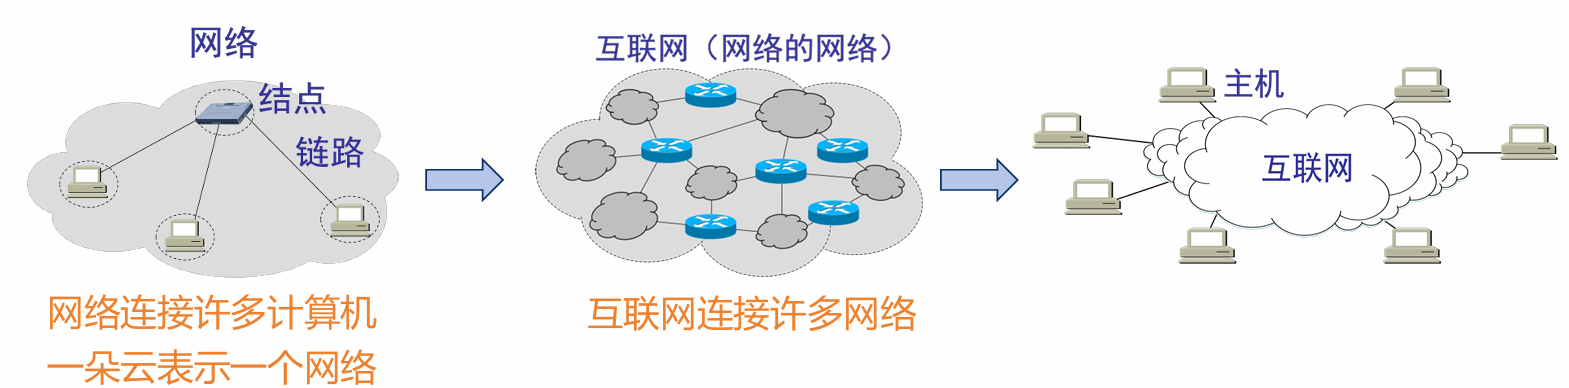 网络
结点
链路
网络连接许多计算机
一朵云表示一个网络
互联网（网络的网络）
互联网连接许多网络
主机
互联网